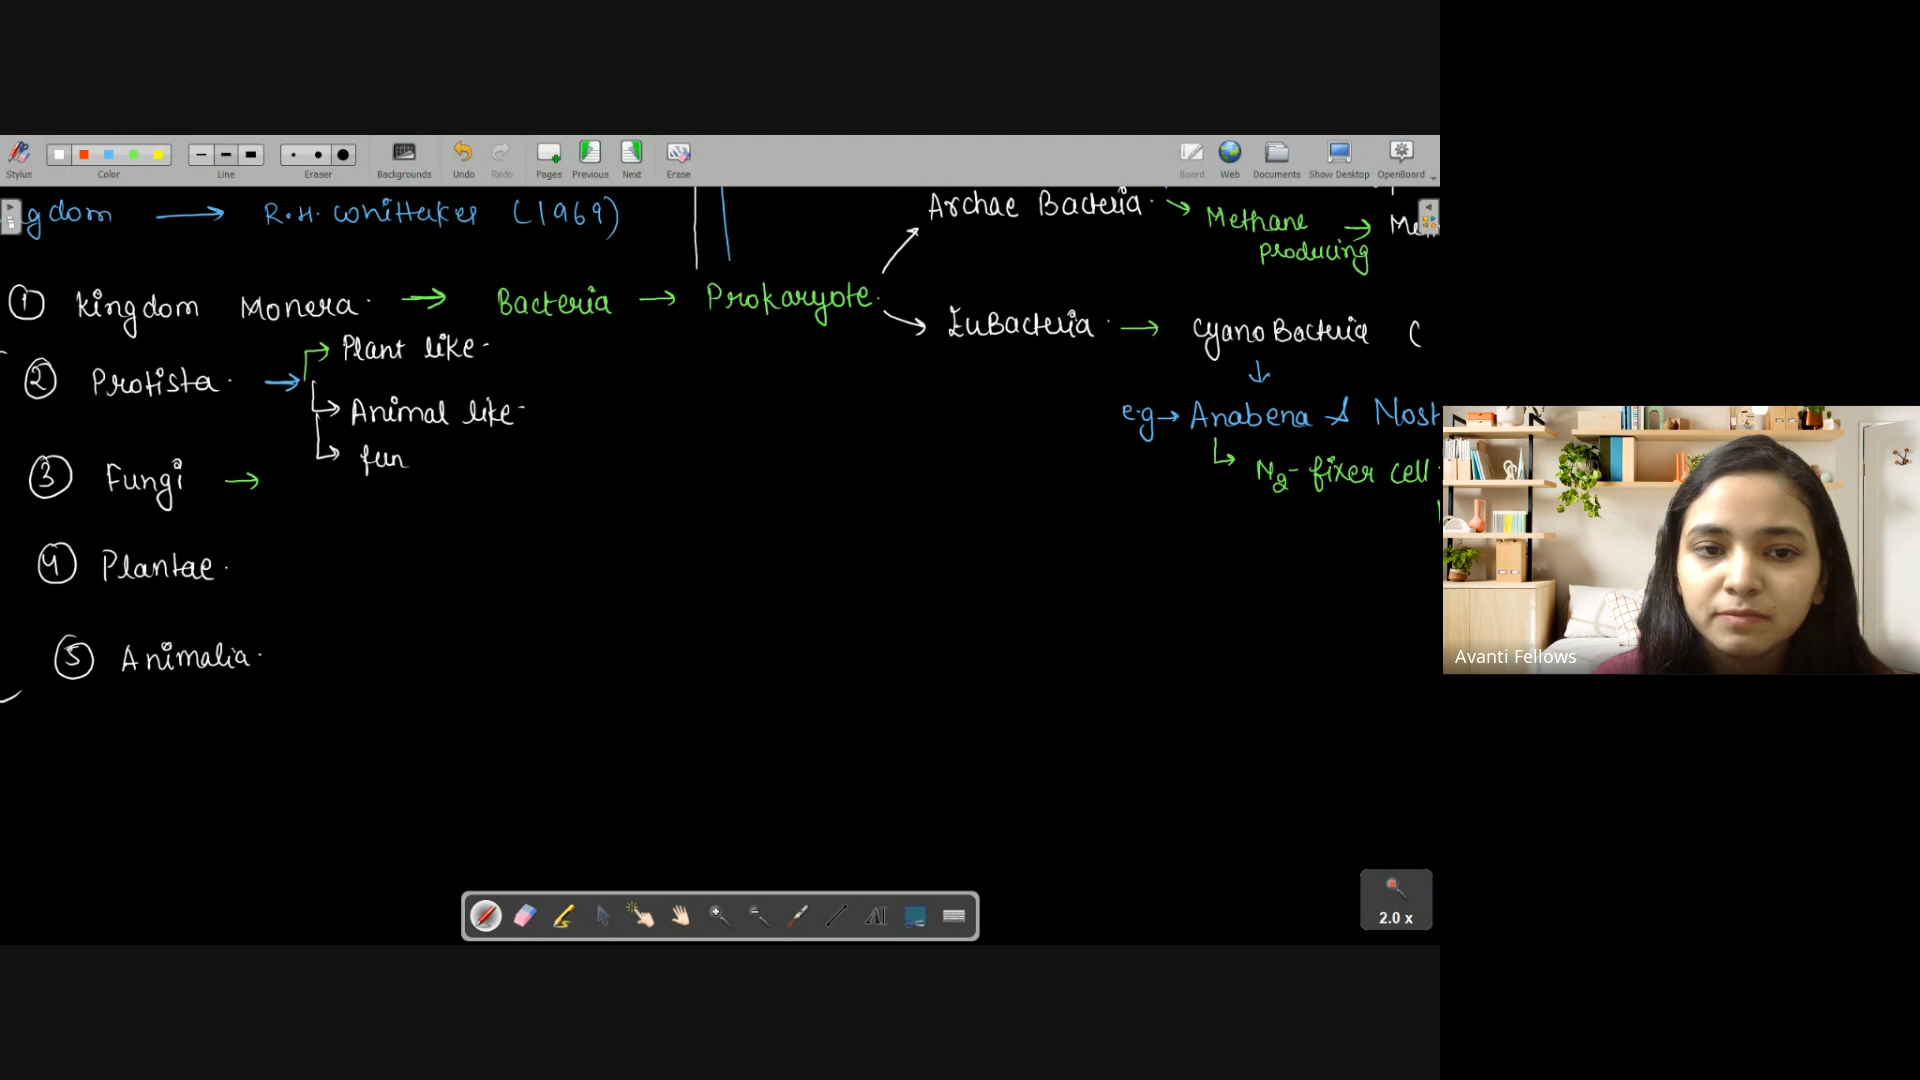 Stylus Color Line Eraser Backgrounds Undo Redo Pages Previous Next Erase Board Web Documents Show Desktop OpenBoard
gdom → R.H. Whittaker (1969)
Archae Bacteria. → Methane producing →
① Kingdom Monera. → Bacteria → Prokaryote.
EuBacteria. → Cyano Bacteria (
② Protista. → Plant like.
Animal like.
fun
e.g → Anabena & Nost
N2-fixer cell
③ Fungi →
④ Plantae.
⑤ Animalia.
Avanti Fellows
2.0 x